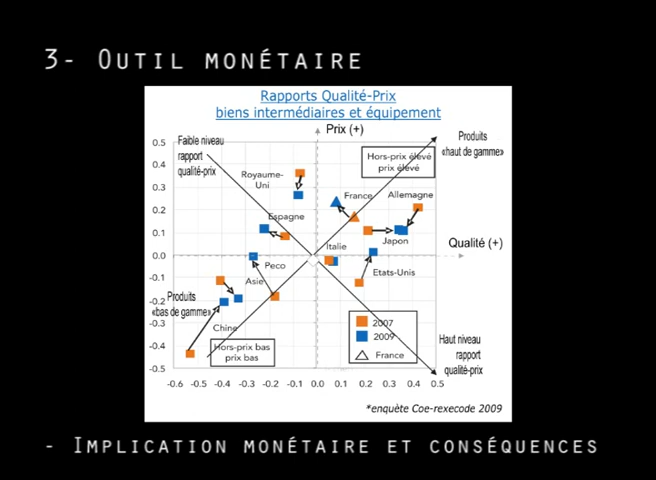 3- OUTIL MONÉTAIRE
Rapports Qualité-Prix
biens intermédiaires et équipement
Prix (+)
Faible niveau
rapport
qualité-prix
Produits
«haut de gamme»
Hors-prix élevé
prix élevé
Royaume-
Uni
France
Allemagne
Espagne
Italie
Japon
Qualité (+)
Peco
Asie
Etats-Unis
Produits
«bas de gamme»
Chine
Hors-prix bas
prix bas
2007
2009
France
Haut niveau
rapport
qualité-prix
0.5
0.4
0.3
0.2
0.1
0.0
-0.1
-0.2
-0.3
-0.4
-0.5
-0.6 -0.5 -0.4 -0.3 -0.2 -0.1 0.0 0.1 0.2 0.3 0.4 0.5
*enquète Coe-rexecode 2009
- IMPLICATION MONÉTAIRE ET CONSÉQUENCES